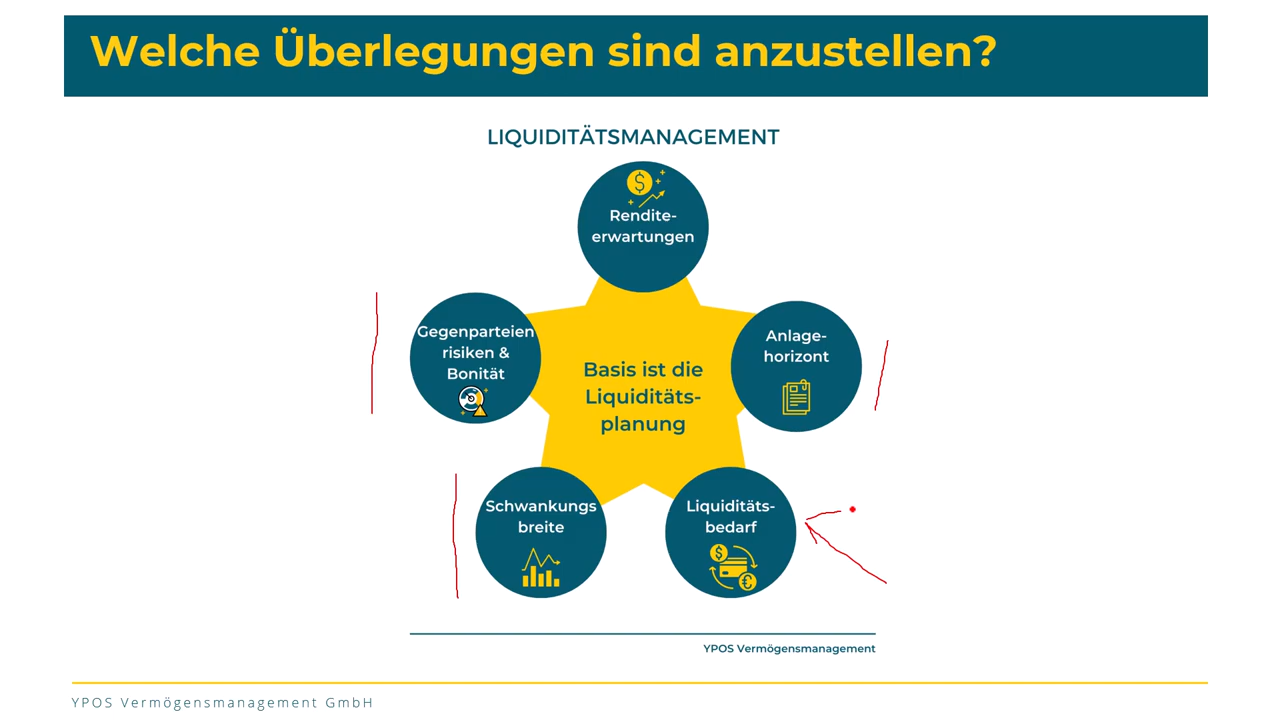 Welche Überlegungen sind anzustellen?
LIQUIDITÄTSMANAGEMENT
Rendite-
erwartungen
Gegenparteien
risiken &
Bonität
Anlage-
horizont
Basis ist die
Liquiditäts-
planung
Schwankungs
breite
Liquiditäts-
bedarf
YPOS Vermögensmanagement
YPOS Vermögensmanagement GmbH